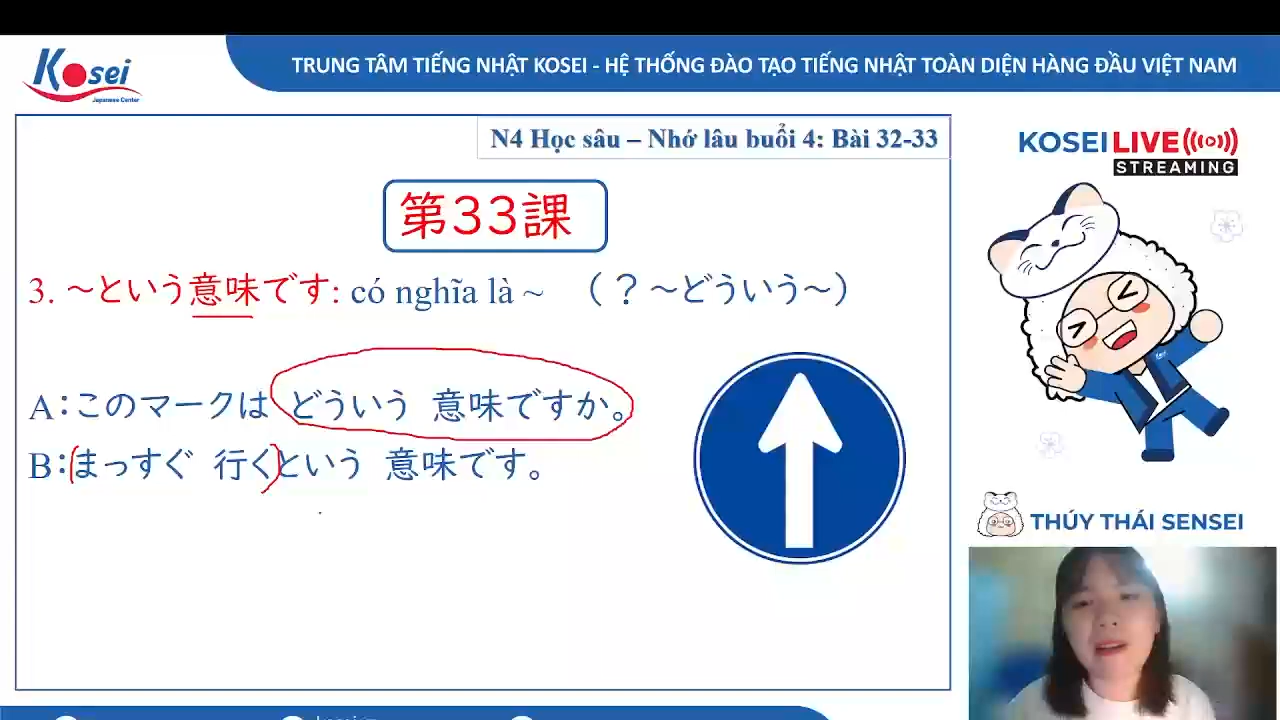 Kosei
Japanese Center
TRUNG TÂM TIẾNG NHẬT KOSEI - HỆ THỐNG ĐÀO TẠO TIẾNG NHẬT TOÀN DIỆN HÀNG ĐẦU VIỆT NAM
N4 Học sâu – Nhớ lâu buổi 4: Bài 32-33
KOSEI LIVE
STREAMING
第33課
3. ～という意味です: có nghĩa là ~ （？～どういう～）
A：このマークは どういう 意味ですか。
B：まっすぐ 行くという 意味です。
THÚY THÁI SENSEI